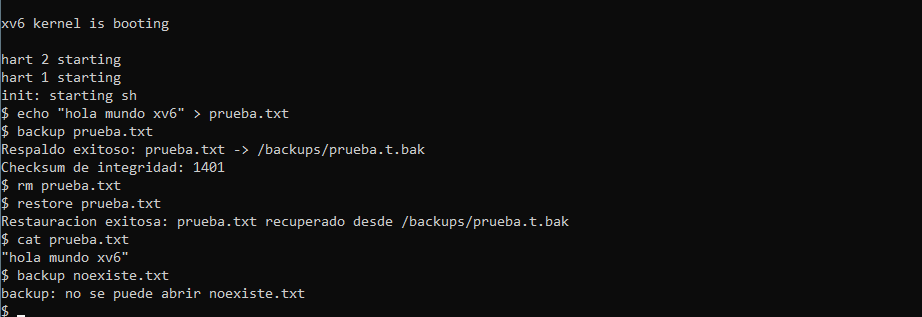 xv6 kernel is booting
hart 2 starting
hart 1 starting
init: starting sh
$ echo "hola mundo xv6" > prueba.txt
$ backup prueba.txt
Respaldo exitoso: prueba.txt -> /backups/prueba.t.bak
Checksum de integridad: 1401
$ rm prueba.txt
$ restore prueba.txt
Restauracion exitosa: prueba.txt recuperado desde /backups/prueba.t.bak
$ cat prueba.txt
"hola mundo xv6"
$ backup noexiste.txt
backup: no se puede abrir noexiste.txt
$